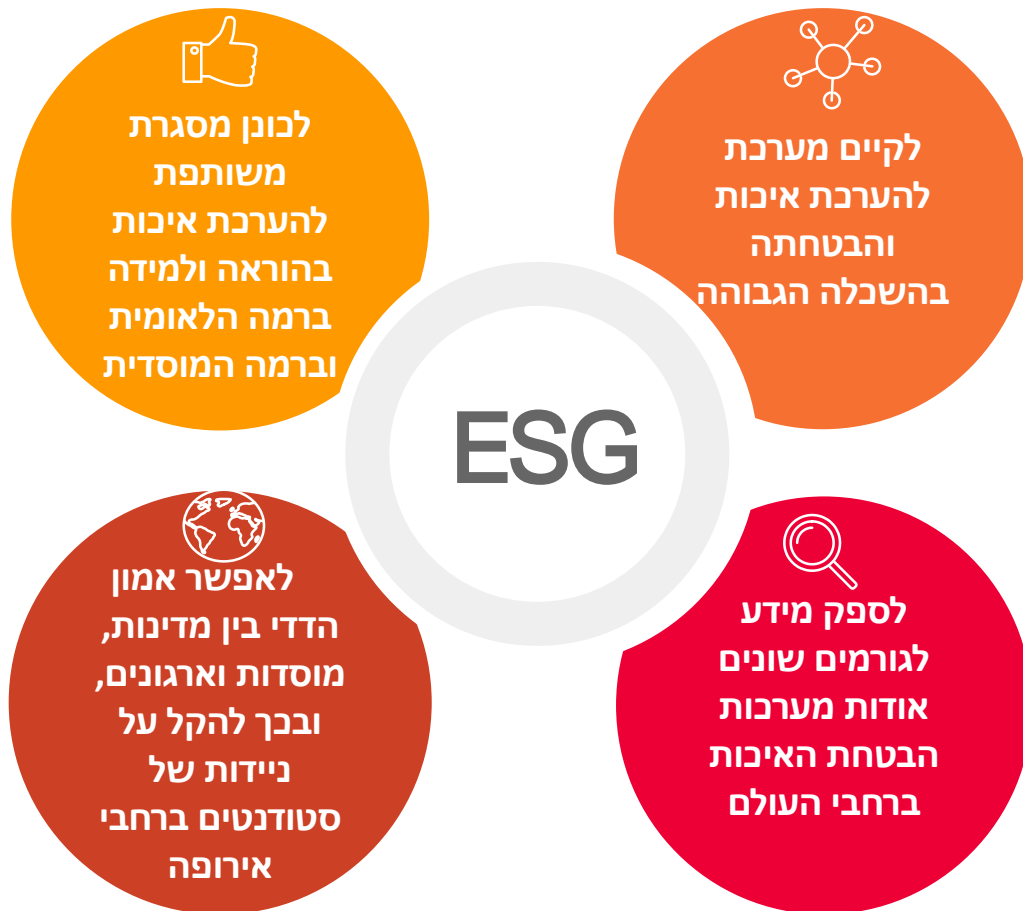 לקיים מערכת
להערכת איכות
והבטחתה
בהשכלה הגבוהה
לכונן מסגרת
משותפת
להערכת איכות
בהוראה ולמידה
ברמה הלאומית
וברמה המוסדית
ESG
לספק מידע
לגורמים שונים
אודות מערכות
הבטחת האיכות
ברחבי העולם
לאפשר אמון
הדדי בין מדינות,
מוסדות וארגונים,
ובכך להקל על
ניידות של
סטודנטים ברחבי
אירופה